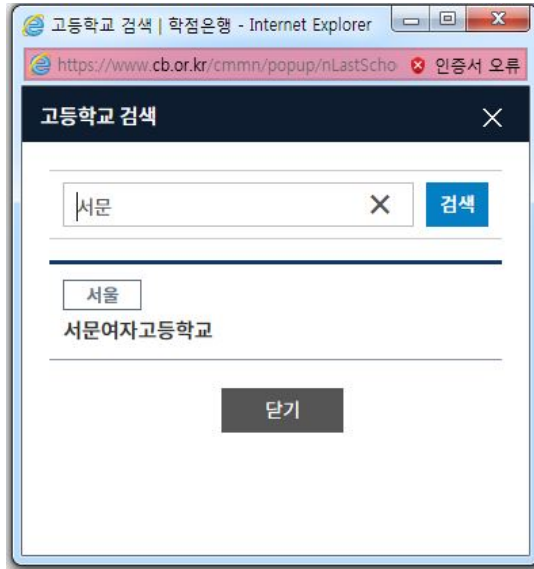 고등학교 검색 | 학점은행 - Internet Explorer
https://www.cb.or.kr/cmmn/popup/nLastScho 인증서 오류
고등학교 검색
서문 검색
서울
서문여자고등학교
닫기